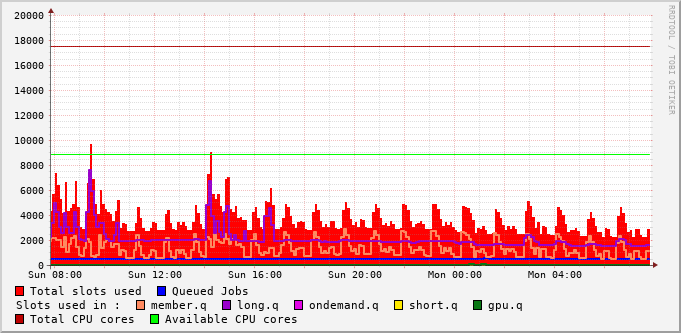 20000
18000
16000
14000
12000
10000
8000
6000
4000
2000
0
Sun 08:00 Sun 12:00 Sun 16:00 Sun 20:00 Mon 00:00 Mon 04:00
Total slots used Queued Jobs
Slots used in : member.q long.q ondemand.q short.q gpu.q
Total CPU cores Available CPU cores
RRDTOOL / TOBI OETIKER